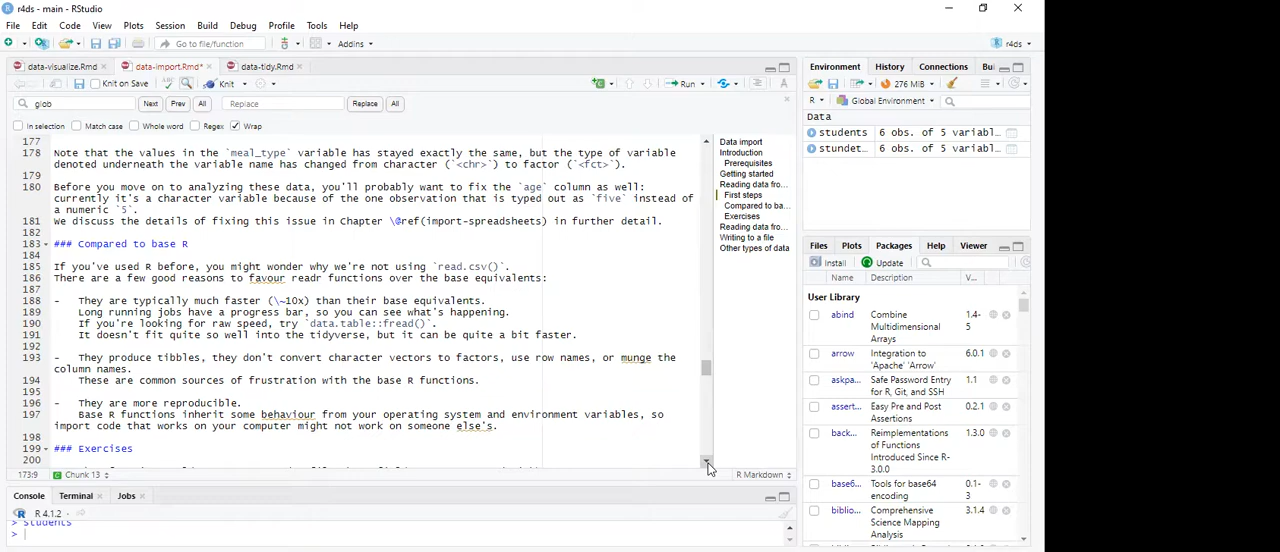 r4ds - main - RStudio
File Edit Code View Plots Session Build Debug Profile Tools Help
Go to file/function Addins r4ds
data-visualize.Rmd data-import.Rmd* data-tidy.Rmd
Knit on Save Knit Run
glob Next Prev All Replace Replace All
In selection Match case Whole word Regex Wrap
177
178 Note that the values in the `meal_type` variable has stayed exactly the same, but the type of variable
denoted underneath the variable name has changed from character (`<chr>`) to factor (`<fct>`).
179
180 Before you move on to analyzing these data, you'll probably want to fix the `age` column as well:
currently it's a character variable because of the one observation that is typed out as `five` instead of
a numeric `5`.
181 We discuss the details of fixing this issue in Chapter \@ref(import-spreadsheets) in further detail.
182
183 ### Compared to base R
184
185 If you've used R before, you might wonder why we're not using `read.csv()`.
186 There are a few good reasons to favour readr functions over the base equivalents:
187
188 - They are typically much faster (\~10x) than their base equivalents.
189 Long running jobs have a progress bar, so you can see what's happening.
190 If you're looking for raw speed, try `data.table::fread()`.
191 It doesn't fit quite so well into the tidyverse, but it can be quite a bit faster.
192
193 - They produce tibbles, they don't convert character vectors to factors, use row names, or munge the
column names.
194 These are common sources of frustration with the base R functions.
195
196 - They are more reproducible.
197 Base R functions inherit some behaviour from your operating system and environment variables, so
import code that works on your computer might not work on someone else's.
198
199 ### Exercises
200
173:9 Chunk 13 R Markdown
Data import
Introduction
Prerequisites
Getting started
Reading data fro...
First steps
Compared to ba...
Exercises
Reading data fro...
Writing to a file
Other types of data
Console Terminal Jobs
R 4.1.2
> Students
>
Environment History Connections Bu
276 MiB
R Global Environment
Data
students 6 obs. of 5 variabl...
stundet... 6 obs. of 5 variabl...
Files Plots Packages Help Viewer
Install Update
Name Description V...
User Library
abind Combine Multidimensional Arrays 1.4-5
arrow Integration to 'Apache' 'Arrow' 6.0.1
askpa... Safe Password Entry for R, Git, and SSH 1.1
assert... Easy Pre and Post Assertions 0.2.1
back... Reimplementations of Functions Introduced Since R-3.0.0 1.3.0
base6... Tools for base64 encoding 0.1-3
biblio... Comprehensive Science Mapping Analysis 3.1.4